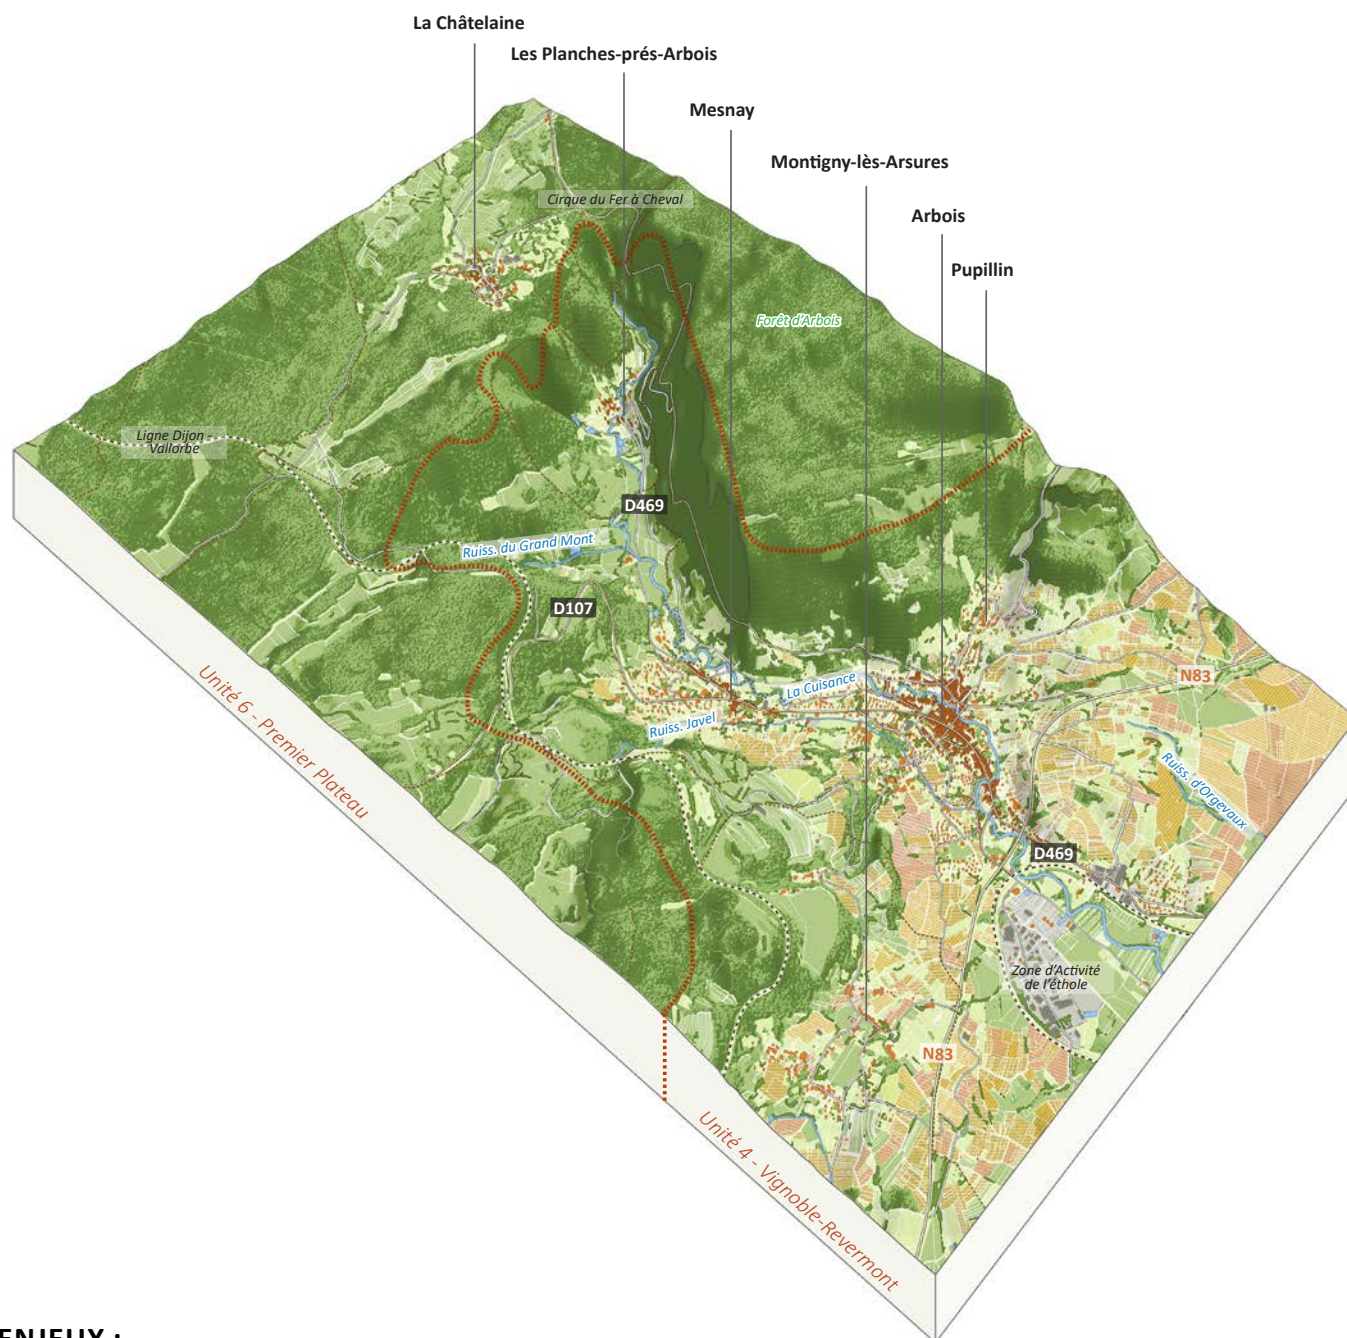 La Châtelaine
Les Planches-prés-Arbois
Mesnay
Montigny-lès-Arsures
Arbois
Pupillin
Cirque du Fer à Cheval
Forêt d'Arbois
Ligne Dijon -
Vallorbe
D469
Ruiss. du Grand Mont
D107
La Cuisance
N83
Ruiss. Javel
Ruiss. d'Orgevaux
Unité 6 - Premier Plateau
D469
Zone d'Activité
de l'éthole
N83
Unité 4 - Vignoble-Revermont
ENJEUX :